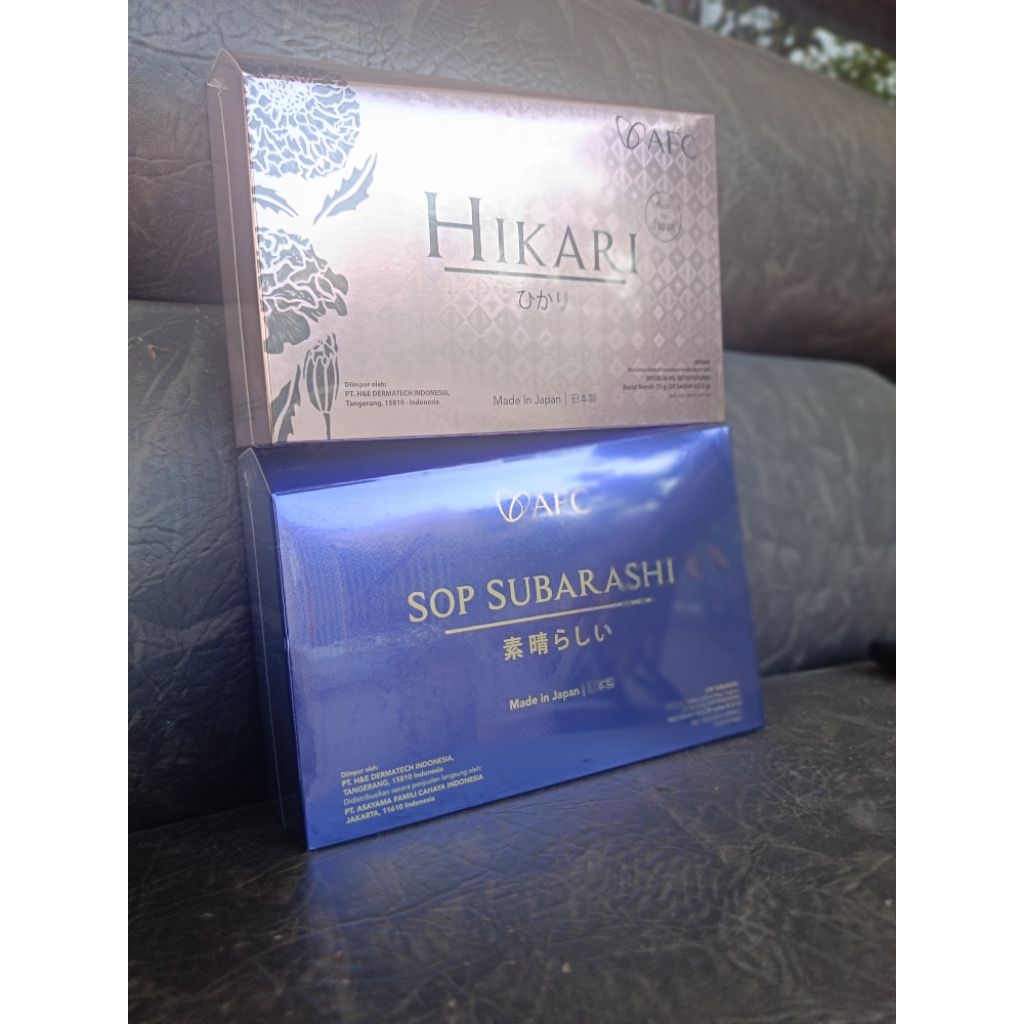 AFC
HIKARI
ひかり
Diimpor oleh:
PT. H&E DERMATECH INDONESIA,
Tangerang, 15810 - Indonesia
Made in Japan | 日本製
AFC
SOP SUBARASHI
素晴らしい
Made in Japan | 日本製
Diimpor oleh:
PT. H&E DERMATECH INDONESIA,
TANGERANG, 15810 Indonesia
Didistribusikan secara penjualan langsung oleh:
PT. ASAYAMA FAMILI CAHAYA INDONESIA
JAKARTA, 11610 Indonesia
SOP SUBARASHI